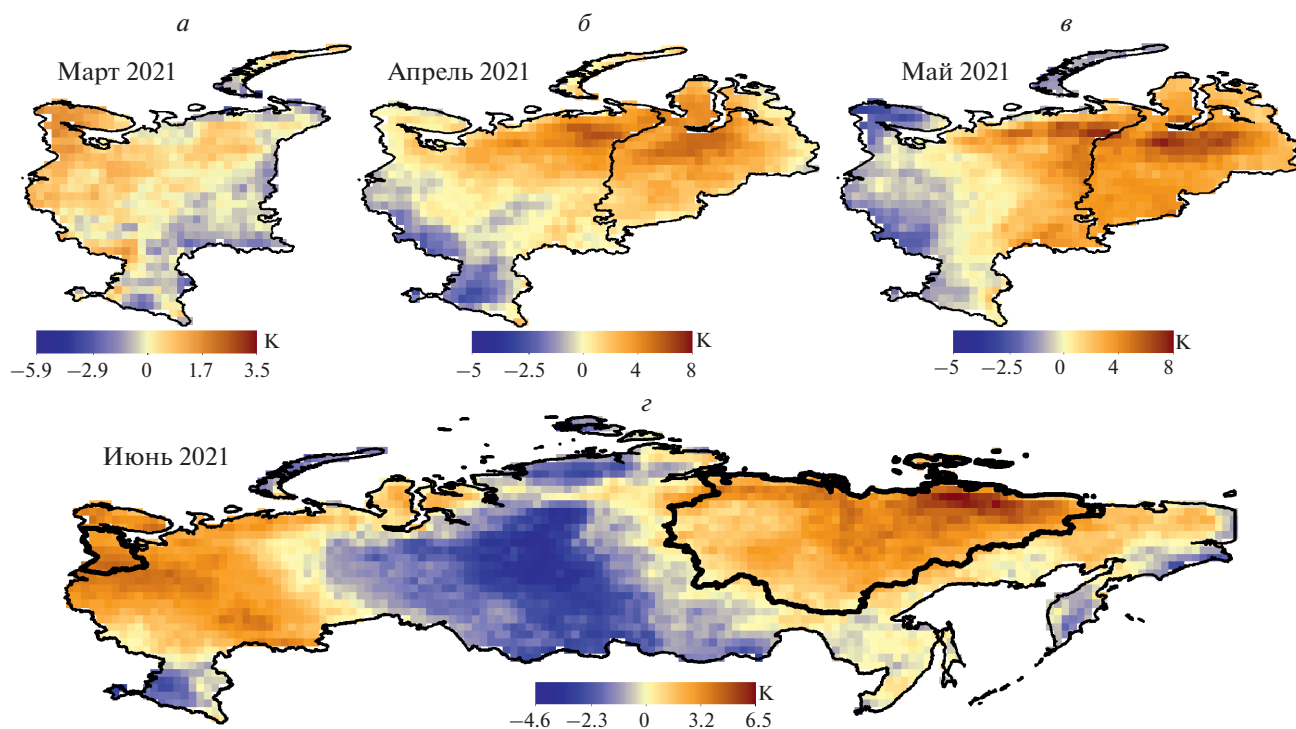 а
Март 2021
К
−5.9 −2.9 0 1.7 3.5
б
Апрель 2021
К
−5 −2.5 0 4 8
в
Май 2021
К
−5 −2.5 0 4 8
г
Июнь 2021
К
−4.6 −2.3 0 3.2 6.5